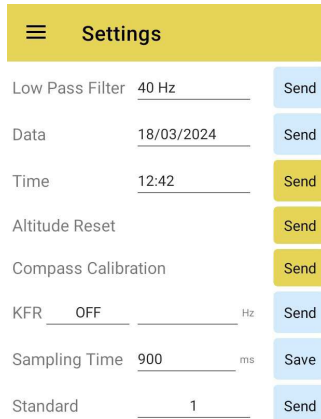 Settings
Low Pass Filter 40 Hz Send
Data 18/03/2024 Send
Time 12:42 Send
Altitude Reset Send
Compass Calibration Send
KFR OFF Hz Send
Sampling Time 900 ms Save
Standard 1 Send